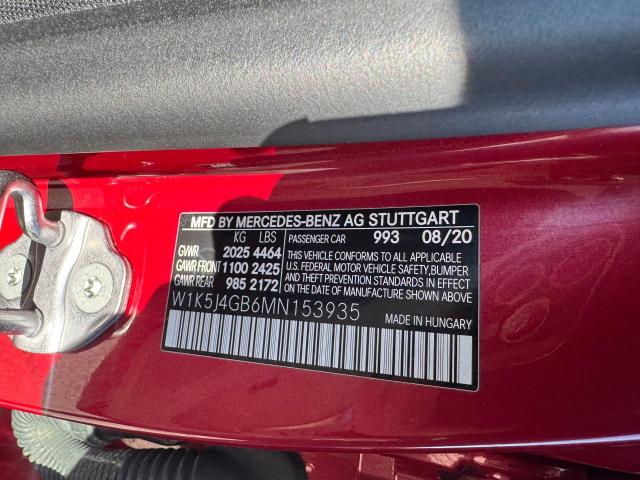 MFD BY MERCEDES-BENZ AG STUTTGART
KG LBS PASSENGER CAR 993 08/20
GVWR 2025 4464
GAWR FRONT 1100 2425
GAWR REAR 985 2172
THIS VEHICLE CONFORMS TO ALL APPLICABLE
U.S. FEDERAL MOTOR VEHICLE SAFETY, BUMPER
AND THEFT PREVENTION STANDARDS
IN EFFECT ON THE DATE OF
MANUFACTURE SHOWN ABOVE.
W1K5J4GB6MN153935
MADE IN HUNGARY